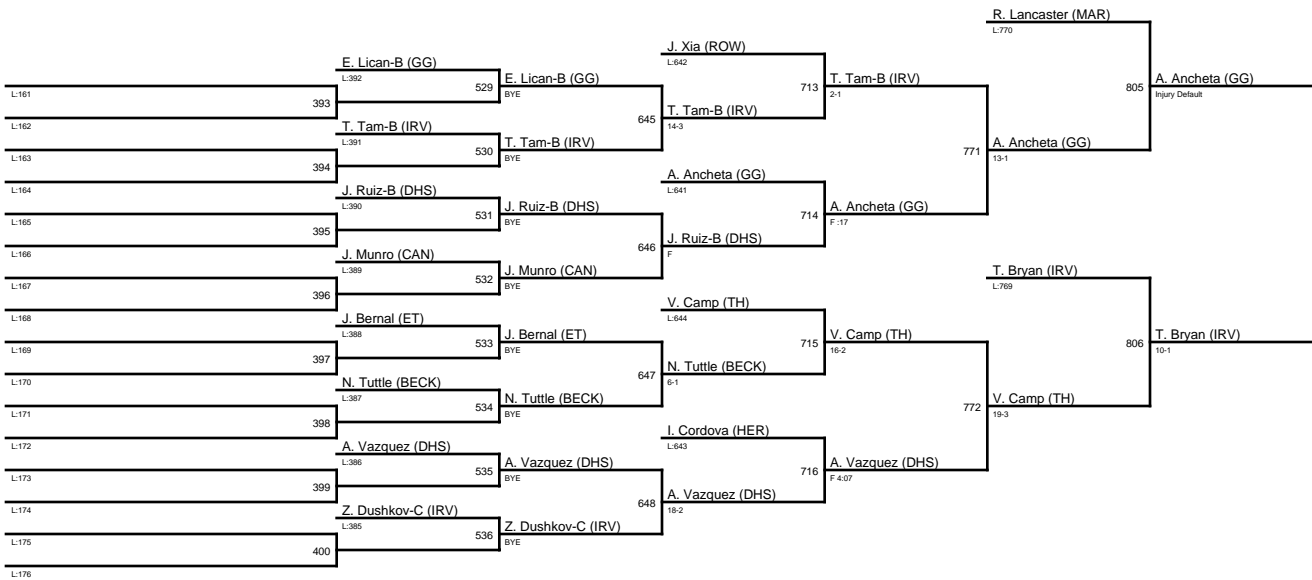 L:161
L:162
L:163
L:164
L:165
L:166
L:167
L:168
L:169
L:170
L:171
L:172
L:173
L:174
L:175
L:176
393
394
395
396
397
398
399
400
E. Lican-B (GG)
L:392
T. Tam-B (IRV)
L:391
J. Ruiz-B (DHS)
L:390
J. Munro (CAN)
L:389
J. Bernal (ET)
L:388
N. Tuttle (BECK)
L:387
A. Vazquez (DHS)
L:386
Z. Dushkov-C (IRV)
L:385
529
530
531
532
533
534
535
536
E. Lican-B (GG)
BYE
T. Tam-B (IRV)
BYE
J. Ruiz-B (DHS)
BYE
J. Munro (CAN)
BYE
J. Bernal (ET)
BYE
N. Tuttle (BECK)
BYE
A. Vazquez (DHS)
BYE
Z. Dushkov-C (IRV)
BYE
645
646
647
648
J. Xia (ROW)
L:642
T. Tam-B (IRV)
14-3
A. Ancheta (GG)
L:641
J. Ruiz-B (DHS)
F
V. Camp (TH)
L:644
N. Tuttle (BECK)
6-1
I. Cordova (HER)
L:643
A. Vazquez (DHS)
18-2
713
714
715
716
T. Tam-B (IRV)
2-1
A. Ancheta (GG)
F :17
V. Camp (TH)
16-2
A. Vazquez (DHS)
F 4:07
771
772
R. Lancaster (MAR)
L:770
A. Ancheta (GG)
13-1
T. Bryan (IRV)
L:769
V. Camp (TH)
19-3
805
806
A. Ancheta (GG)
Injury Default
T. Bryan (IRV)
10-1